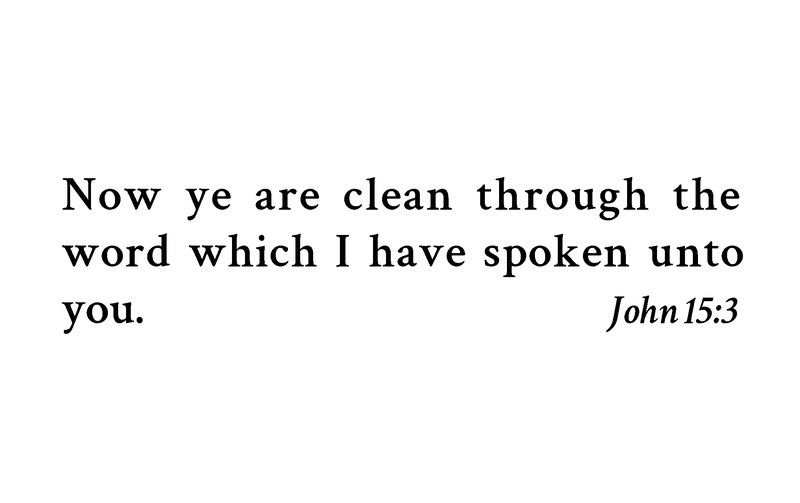 Now ye are clean through the
word which I have spoken unto
you. John 15:3